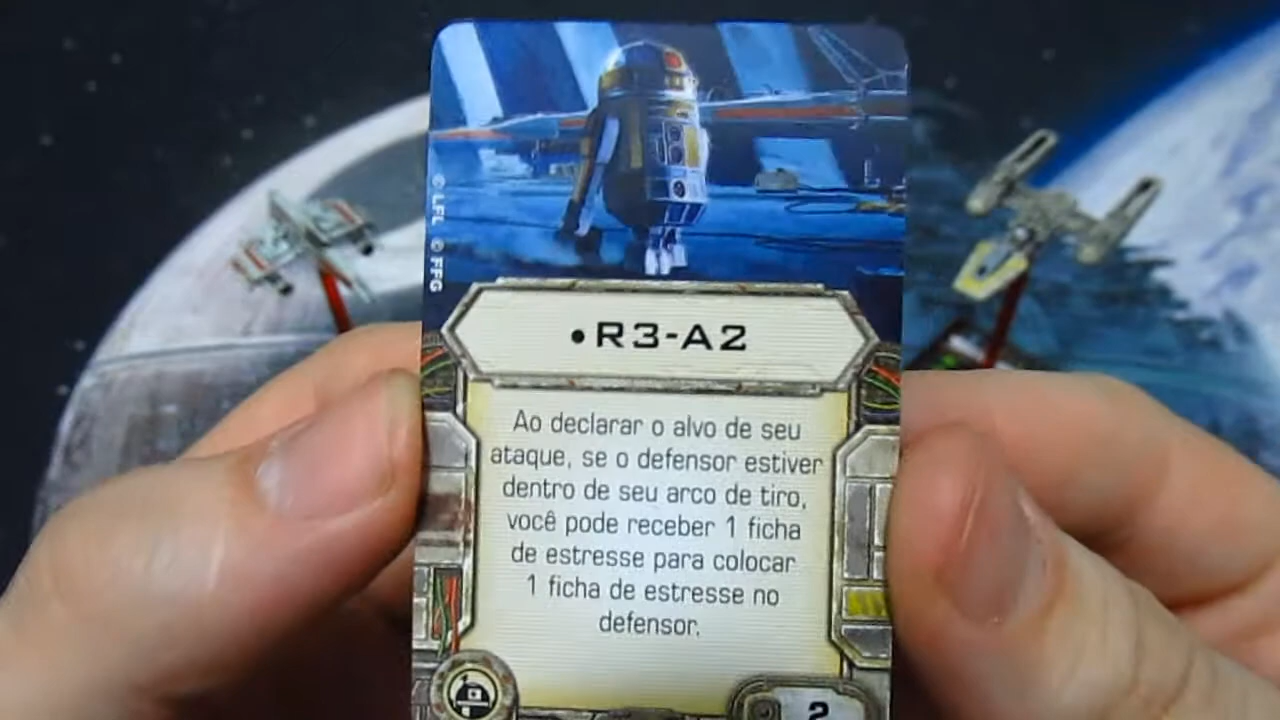 © LFL © FFG
•R3-A2
Ao declarar o alvo de seu
ataque, se o defensor estiver
dentro de seu arco de tiro,
você pode receber 1 ficha
de estresse para colocar
1 ficha de estresse no
defensor.
2